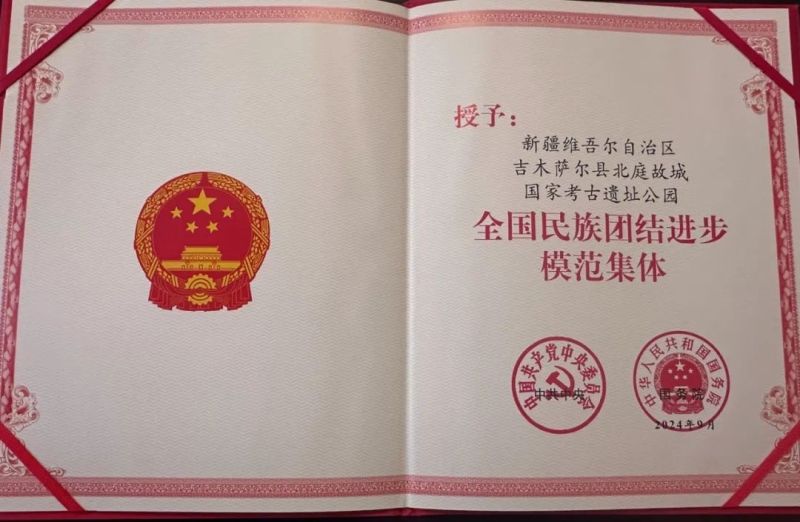 授予：
新疆维吾尔自治区
吉木萨尔县北庭故城
国家考古遗址公园
全国民族团结进步
模范集体
中国共产党中央委员会
中共中央
中华人民共和国国务院
国务院
2024年9月